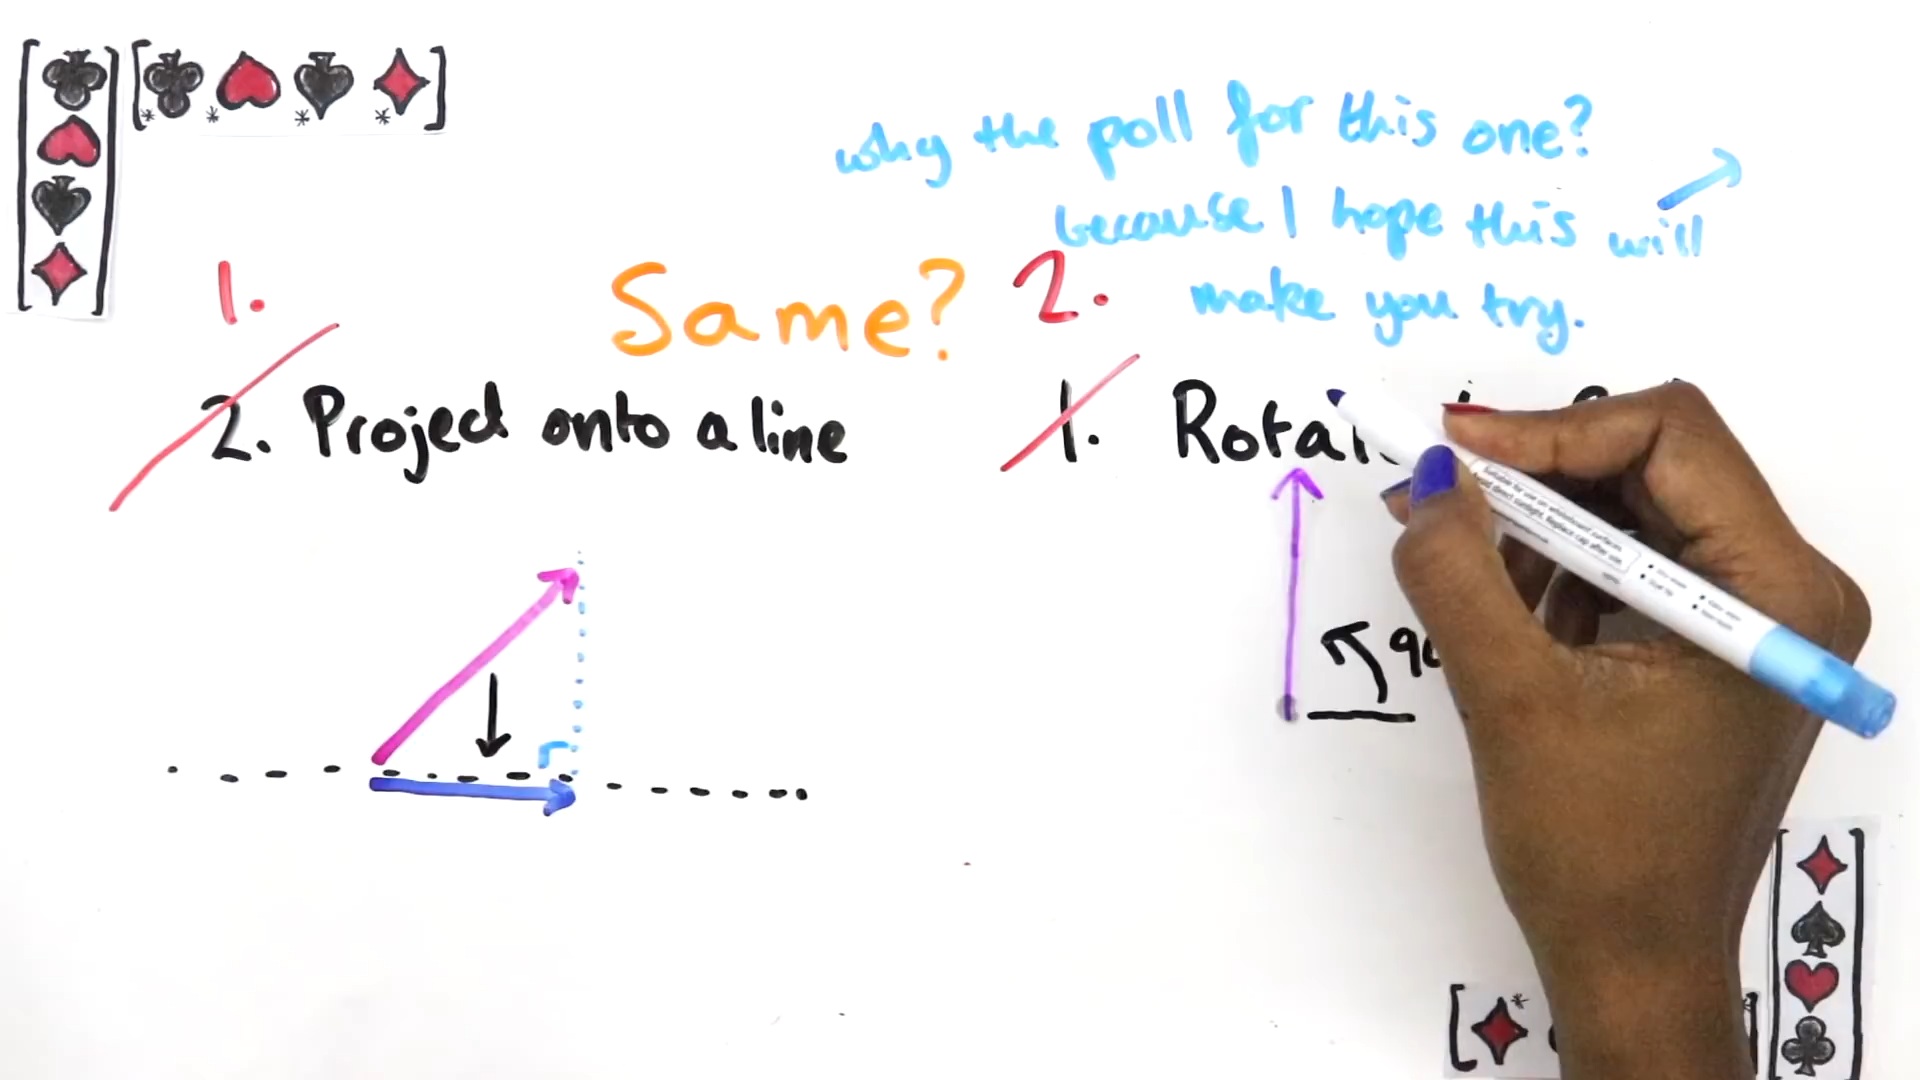 why the poll for this one?
because I hope this will
make you try.
1.
Same?
2.
2. Project onto a line
1.